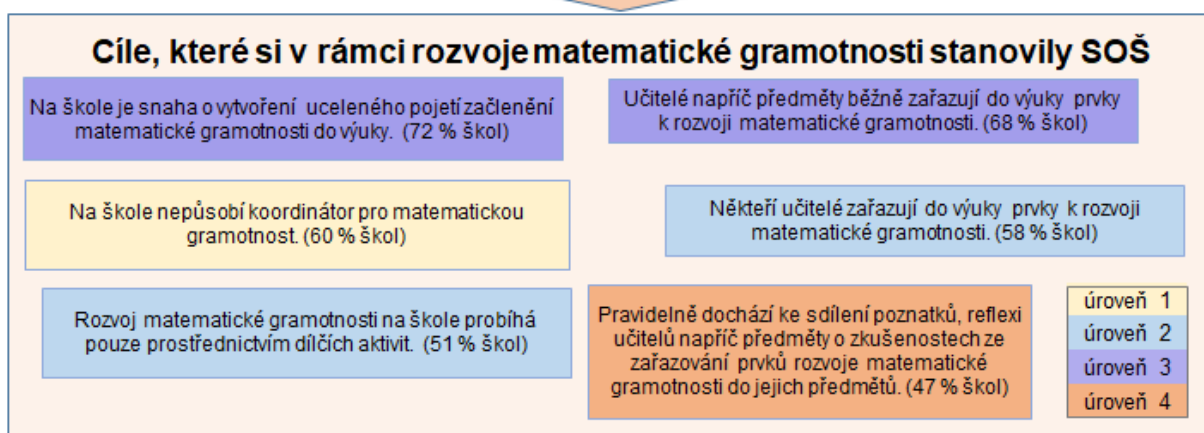 Cíle, které si v rámci rozvoje matematické gramotnosti stanovily SOŠ
Na škole je snaha o vytvoření uceleného pojetí začlenění
matematické gramotnosti do výuky. (72 % škol)
Učitelé napříč předměty běžně zařazují do výuky prvky
k rozvoji matematické gramotnosti. (68 % škol)
Na škole nepůsobí koordinátor pro matematickou
gramotnost. (60 % škol)
Někteří učitelé zařazují do výuky prvky k rozvoji
matematické gramotnosti. (58 % škol)
Rozvoj matematické gramotnosti na škole probíhá
pouze prostřednictvím dílčích aktivit. (51 % škol)
Pravidelně dochází ke sdílení poznatků, reflexi
učitelů napříč předměty o zkušenostech ze
zařazování prvků rozvoje matematické
gramotnosti do jejich předmětů. (47 % škol)
úroveň 1
úroveň 2
úroveň 3
úroveň 4